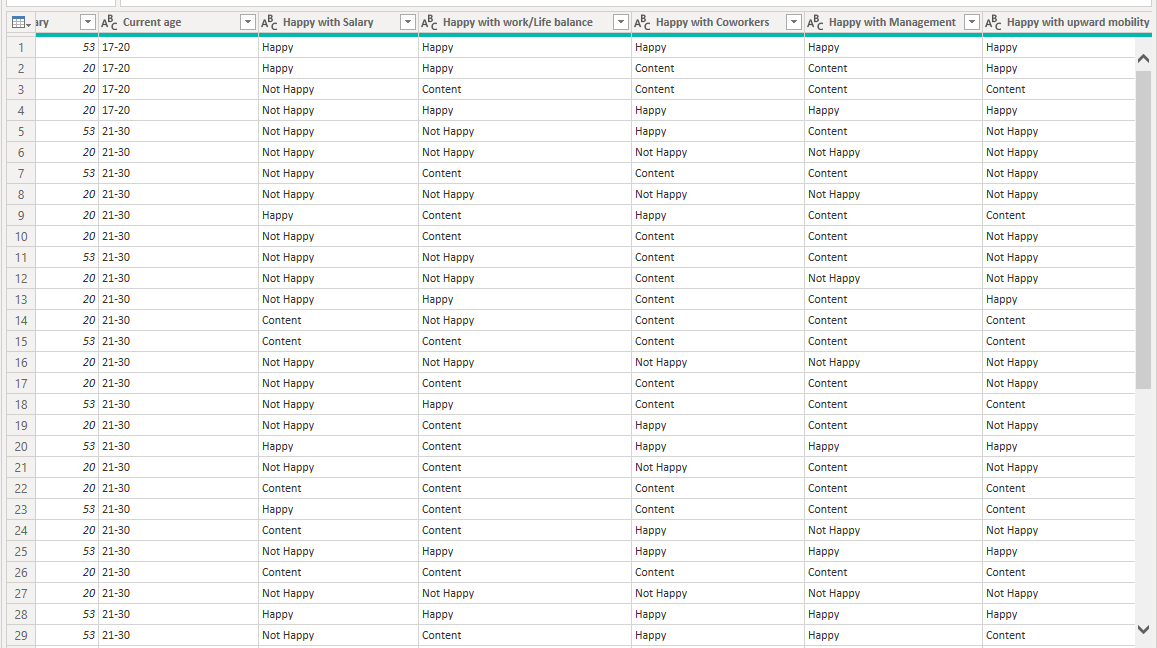 ary ABC Current age ABC Happy with Salary ABC Happy with work/Life balance ABC Happy with Coworkers ABC Happy with Management ABC Happy with upward mobility
1 53 17-20 Happy Happy Happy Happy Happy
2 20 17-20 Happy Happy Content Content Happy
3 20 17-20 Not Happy Content Content Content Content
4 20 17-20 Not Happy Happy Happy Happy Happy
5 53 21-30 Not Happy Not Happy Happy Content Not Happy
6 20 21-30 Not Happy Not Happy Not Happy Not Happy Not Happy
7 53 21-30 Not Happy Content Content Content Not Happy
8 20 21-30 Not Happy Not Happy Not Happy Not Happy Not Happy
9 20 21-30 Happy Content Happy Content Content
10 20 21-30 Not Happy Content Content Content Not Happy
11 53 21-30 Not Happy Not Happy Content Content Not Happy
12 20 21-30 Not Happy Not Happy Content Not Happy Not Happy
13 20 21-30 Not Happy Happy Content Content Happy
14 20 21-30 Content Not Happy Content Content Content
15 53 21-30 Content Content Content Content Content
16 20 21-30 Not Happy Not Happy Not Happy Not Happy Not Happy
17 20 21-30 Not Happy Content Content Content Not Happy
18 53 21-30 Not Happy Happy Content Content Content
19 20 21-30 Not Happy Content Happy Content Not Happy
20 53 21-30 Happy Content Happy Happy Happy
21 20 21-30 Not Happy Content Not Happy Content Not Happy
22 20 21-30 Content Content Content Content Content
23 53 21-30 Happy Content Content Content Content
24 20 21-30 Content Content Happy Not Happy Not Happy
25 53 21-30 Not Happy Happy Happy Happy Happy
26 20 21-30 Content Content Content Content Content
27 20 21-30 Not Happy Not Happy Not Happy Not Happy Not Happy
28 53 21-30 Happy Happy Happy Happy Happy
29 53 21-30 Not Happy Content Happy Happy Content